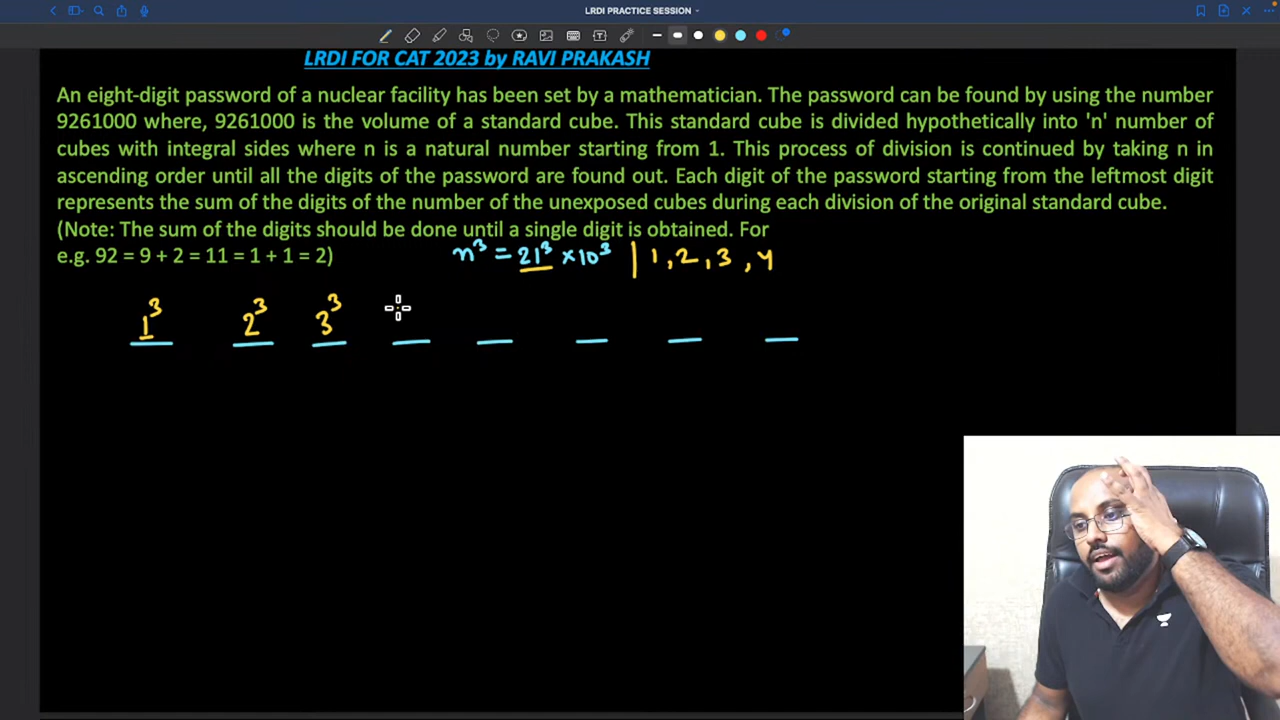 LRDI PRACTICE SESSION
LRDI FOR CAT 2023 by RAVI PRAKASH
An eight-digit password of a nuclear facility has been set by a mathematician. The password can be found by using the number
9261000 where, 9261000 is the volume of a standard cube. This standard cube is divided hypothetically into 'n' number of
cubes with integral sides where n is a natural number starting from 1. This process of division is continued by taking n in
ascending order until all the digits of the password are found out. Each digit of the password starting from the leftmost digit
represents the sum of the digits of the number of the unexposed cubes during each division of the original standard cube.
(Note: The sum of the digits should be done until a single digit is obtained. For
e.g. 92 = 9 + 2 = 11 = 1 + 1 = 2)
n³ = 21³ × 10³ | 1, 2, 3, 4
1³ 2³ 3³